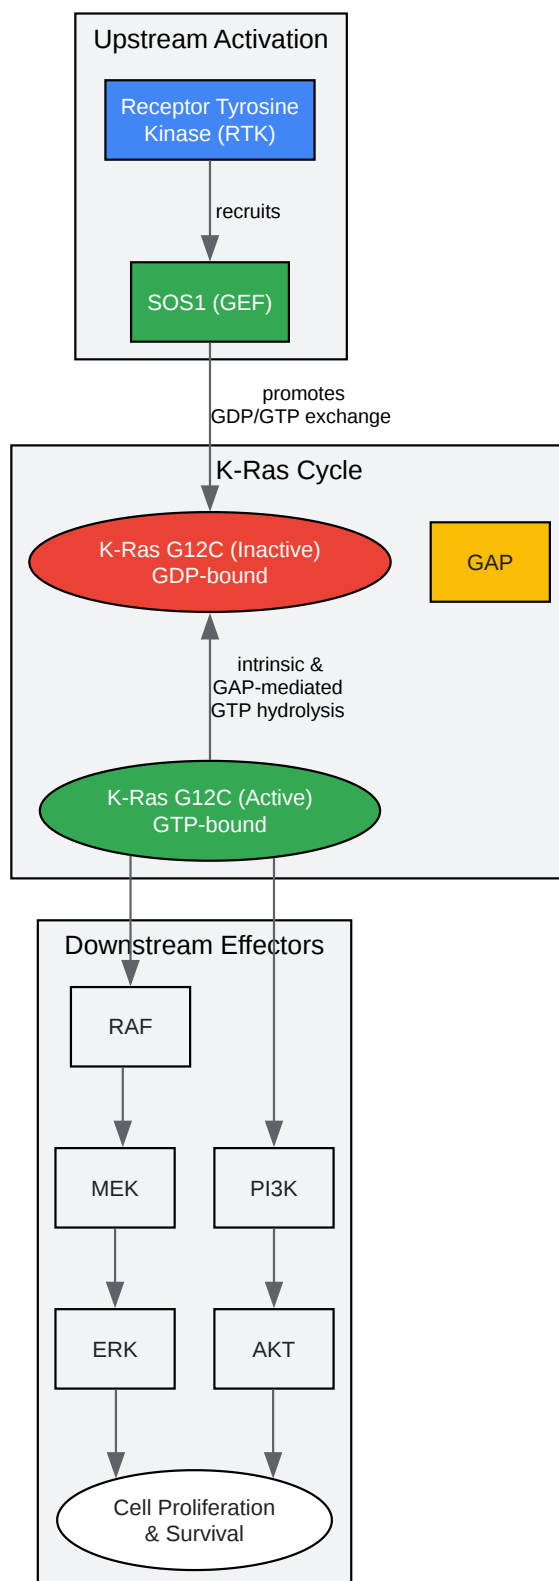 Upstream Activation
Receptor Tyrosine
Kinase (RTK)
recruits
SOS1 (GEF)
promotes
GDP/GTP exchange
K-Ras Cycle
K-Ras G12C (Inactive)
GDP-bound
GAP
intrinsic &
GAP-mediated
GTP hydrolysis
K-Ras G12C (Active)
GTP-bound
Downstream Effectors
RAF
MEK
PI3K
ERK
AKT
Cell Proliferation
& Survival